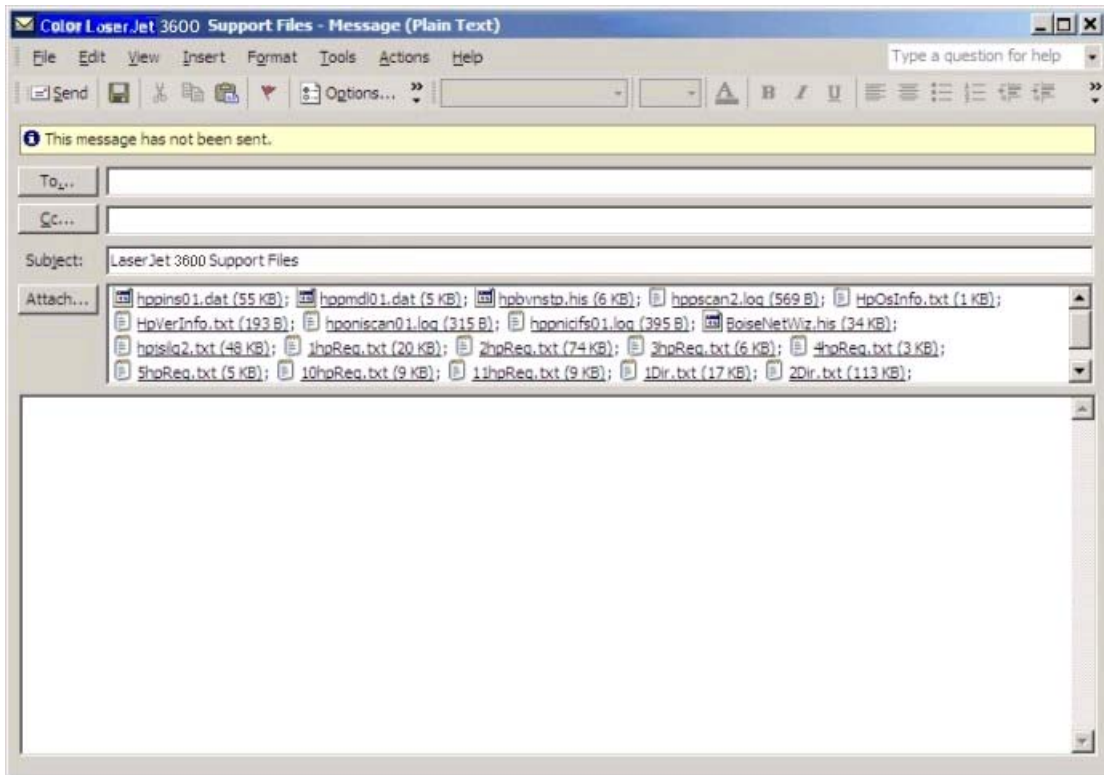 Color LaserJet 3600 Support Files - Message (Plain Text)
File Edit View Insert Format Tools Actions Help Type a question for help
Send Options... B I U
This message has not been sent.
To...
Cc...
Subject: LaserJet 3600 Support Files
Attach... hppins01.dat (55 KB); hppmdl01.dat (5 KB); hpbvnstp.his (6 KB); hppscan2.log (569 B); HpOsInfo.txt (1 KB);
HpVerInfo.txt (193 B); hponiscan01.log (315 B); hppnicifs01.log (395 B); BoiseNetWiz.his (34 KB);
hpjsilq2.txt (48 KB); 1hpReg.txt (20 KB); 2hpReg.txt (74 KB); 3hpReg.txt (6 KB); 4hpReg.txt (3 KB);
5hpReg.txt (5 KB); 10hpReg.txt (9 KB); 11hpReg.txt (9 KB); 1Dir.txt (17 KB); 2Dir.txt (113 KB);